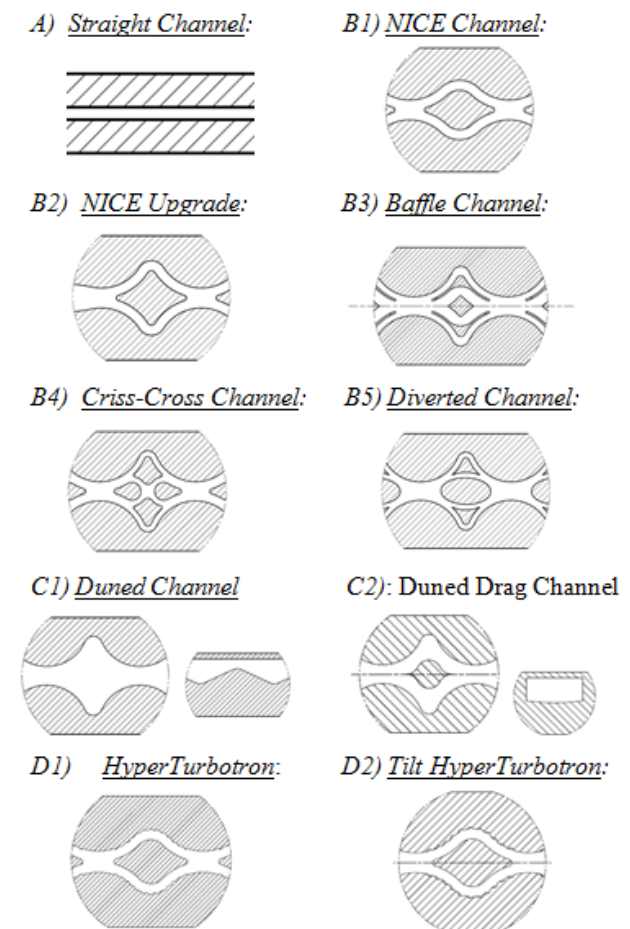 A) Straight Channel:
B1) NICE Channel:
B2) NICE Upgrade:
B3) Baffle Channel:
B4) Criss-Cross Channel:
B5) Diverted Channel:
C1) Duned Channel
C2): Duned Drag Channel
D1) HyperTurbotron:
D2) Tilt HyperTurbotron: